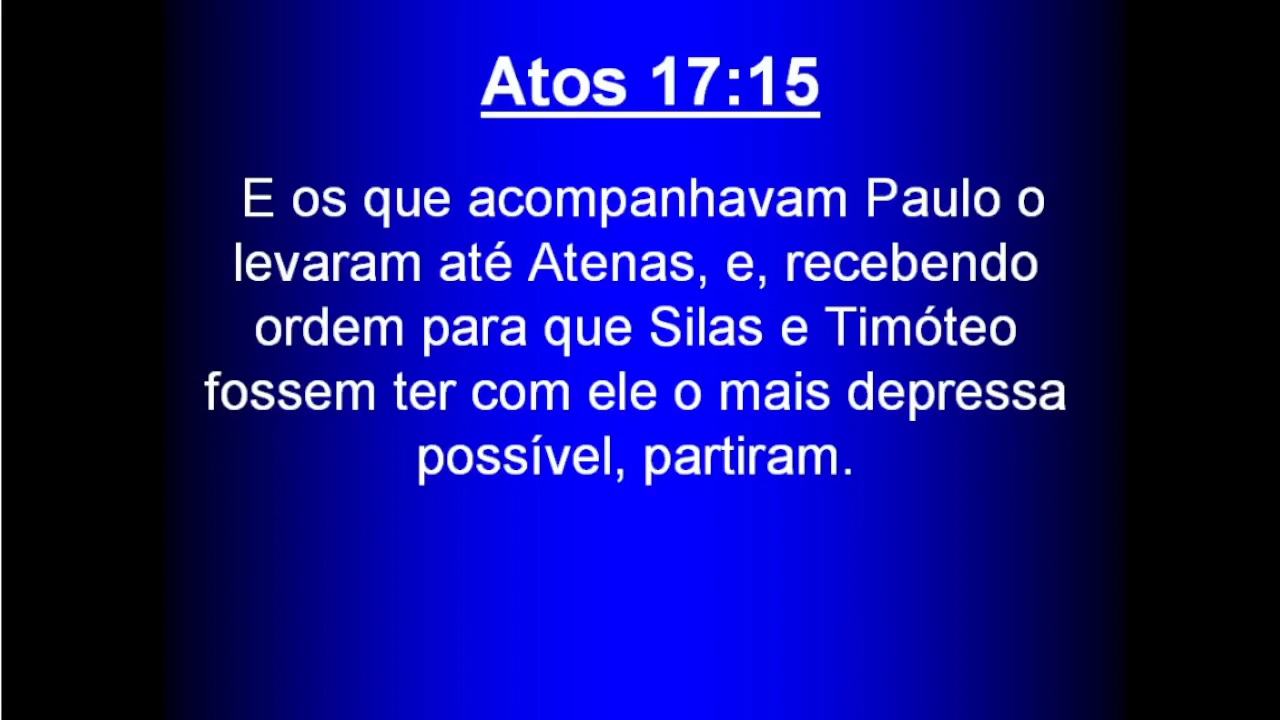 Atos 17:15
E os que acompanhavam Paulo o
levaram até Atenas, e, recebendo
ordem para que Silas e Timóteo
fossem ter com ele o mais depressa
possível, partiram.